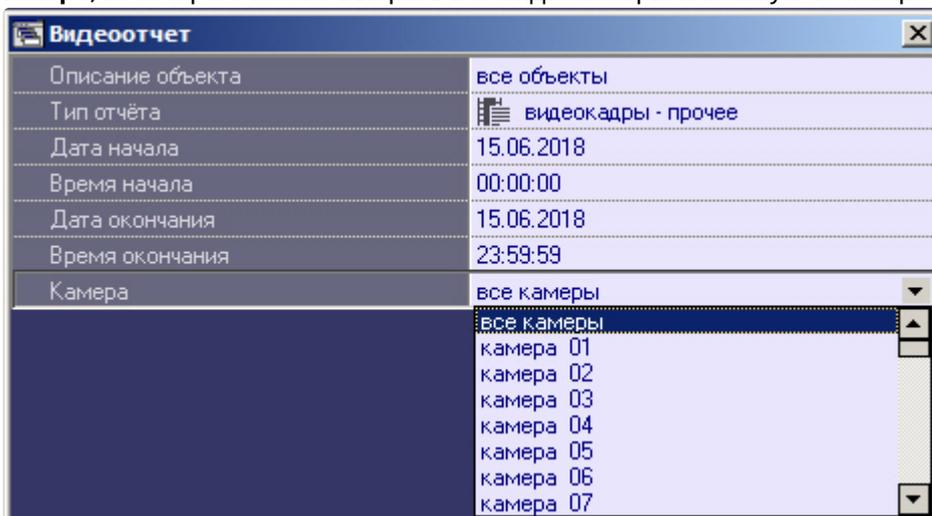 Видеоотчет
Описание объекта все объекты
Тип отчёта видеокадры - прочее
Дата начала 15.06.2018
Время начала 00:00:00
Дата окончания 15.06.2018
Время окончания 23:59:59
Камера все камеры
все камеры
камера 01
камера 02
камера 03
камера 04
камера 05
камера 06
камера 07